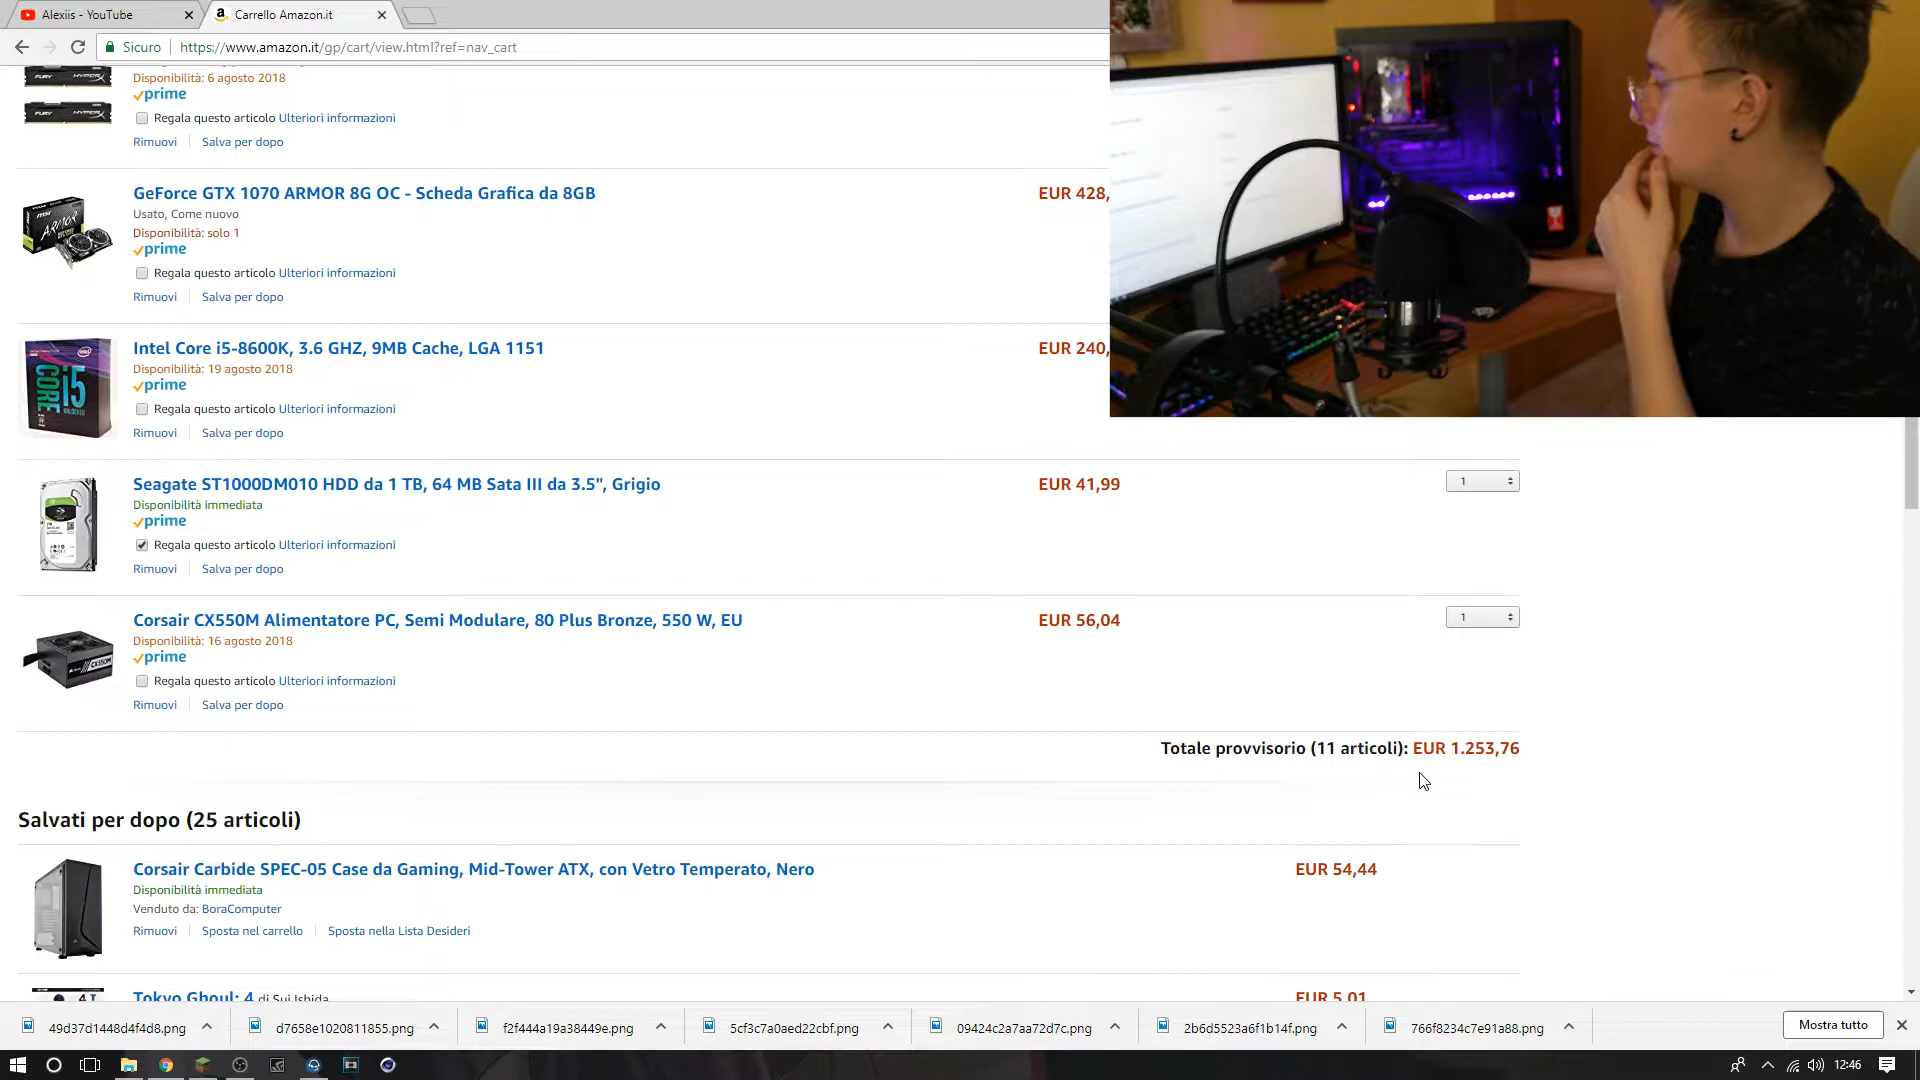 Alexiis - YouTube
Carrello Amazon.it
Sicuro
https://www.amazon.it/gp/cart/view.html?ref=nav_cart
Disponibilità: 6 agosto 2018
prime
Regala questo articolo Ulteriori informazioni
Rimuovi
Salva per dopo
GeForce GTX 1070 ARMOR 8G OC - Scheda Grafica da 8GB
EUR 428,
Usato, Come nuovo
Disponibilità: solo 1
prime
Regala questo articolo Ulteriori informazioni
Rimuovi
Salva per dopo
Intel Core i5-8600K, 3.6 GHZ, 9MB Cache, LGA 1151
EUR 240,
Disponibilità: 19 agosto 2018
prime
Regala questo articolo Ulteriori informazioni
Rimuovi
Salva per dopo
Seagate ST1000DM010 HDD da 1 TB, 64 MB Sata III da 3.5", Grigio
EUR 41,99
1
Disponibilità immediata
prime
Regala questo articolo Ulteriori informazioni
Rimuovi
Salva per dopo
Corsair CX550M Alimentatore PC, Semi Modulare, 80 Plus Bronze, 550 W, EU
EUR 56,04
1
Disponibilità: 16 agosto 2018
prime
Regala questo articolo Ulteriori informazioni
Rimuovi
Salva per dopo
Totale provvisorio (11 articoli): EUR 1.253,76
Salvati per dopo (25 articoli)
Corsair Carbide SPEC-05 Case da Gaming, Mid-Tower ATX, con Vetro Temperato, Nero
EUR 54,44
Disponibilità immediata
Venduto da: BoraComputer
Rimuovi
Sposta nel carrello
Sposta nella Lista Desideri
Tokyo Ghoul: 4 di Sui Ishida
EUR 5,01
49d37d1448d4f4d8.png
d7658e1020811855.png
f2f444a19a38449e.png
5cf3c7a0aed22cbf.png
09424c2a7aa72d7c.png
2b6d5523a6f1b14f.png
766f8234c7e91a88.png
Mostra tutto
12:46